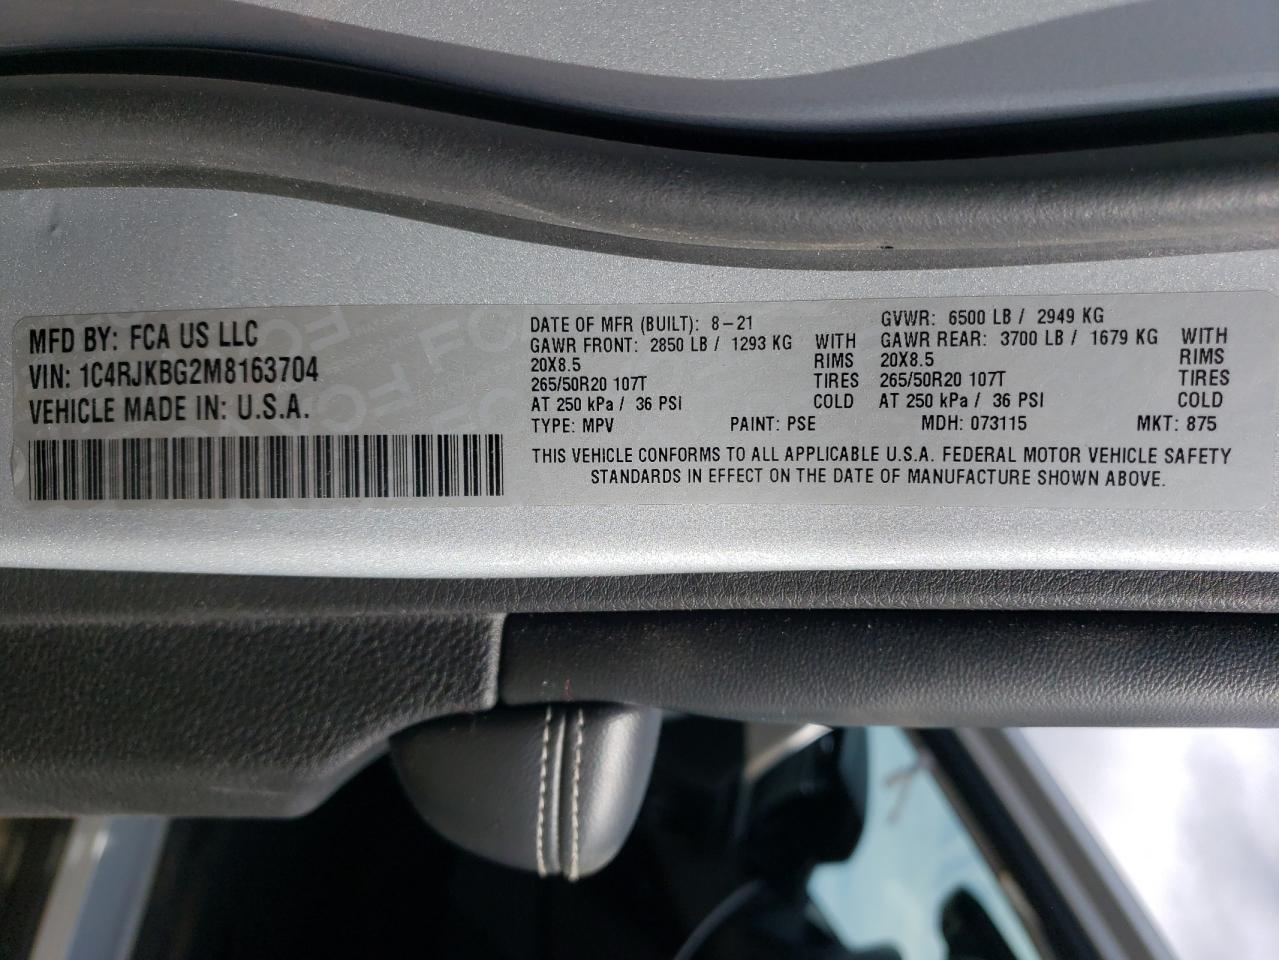 MFD BY: FCA US LLC
VIN: 1C4RJKBG2M8163704
VEHICLE MADE IN: U.S.A.
DATE OF MFR (BUILT): 8-21 GVWR: 6500 LB / 2949 KG
GAWR FRONT: 2850 LB / 1293 KG WITH GAWR REAR: 3700 LB / 1679 KG WITH
20X8.5 RIMS 20X8.5 RIMS
265/50R20 107T TIRES 265/50R20 107T TIRES
AT 250 kPa / 36 PSI COLD AT 250 kPa / 36 PSI COLD
TYPE: MPV PAINT: PSE MDH: 073115 MKT: 875
THIS VEHICLE CONFORMS TO ALL APPLICABLE U.S.A. FEDERAL MOTOR VEHICLE SAFETY
STANDARDS IN EFFECT ON THE DATE OF MANUFACTURE SHOWN ABOVE.